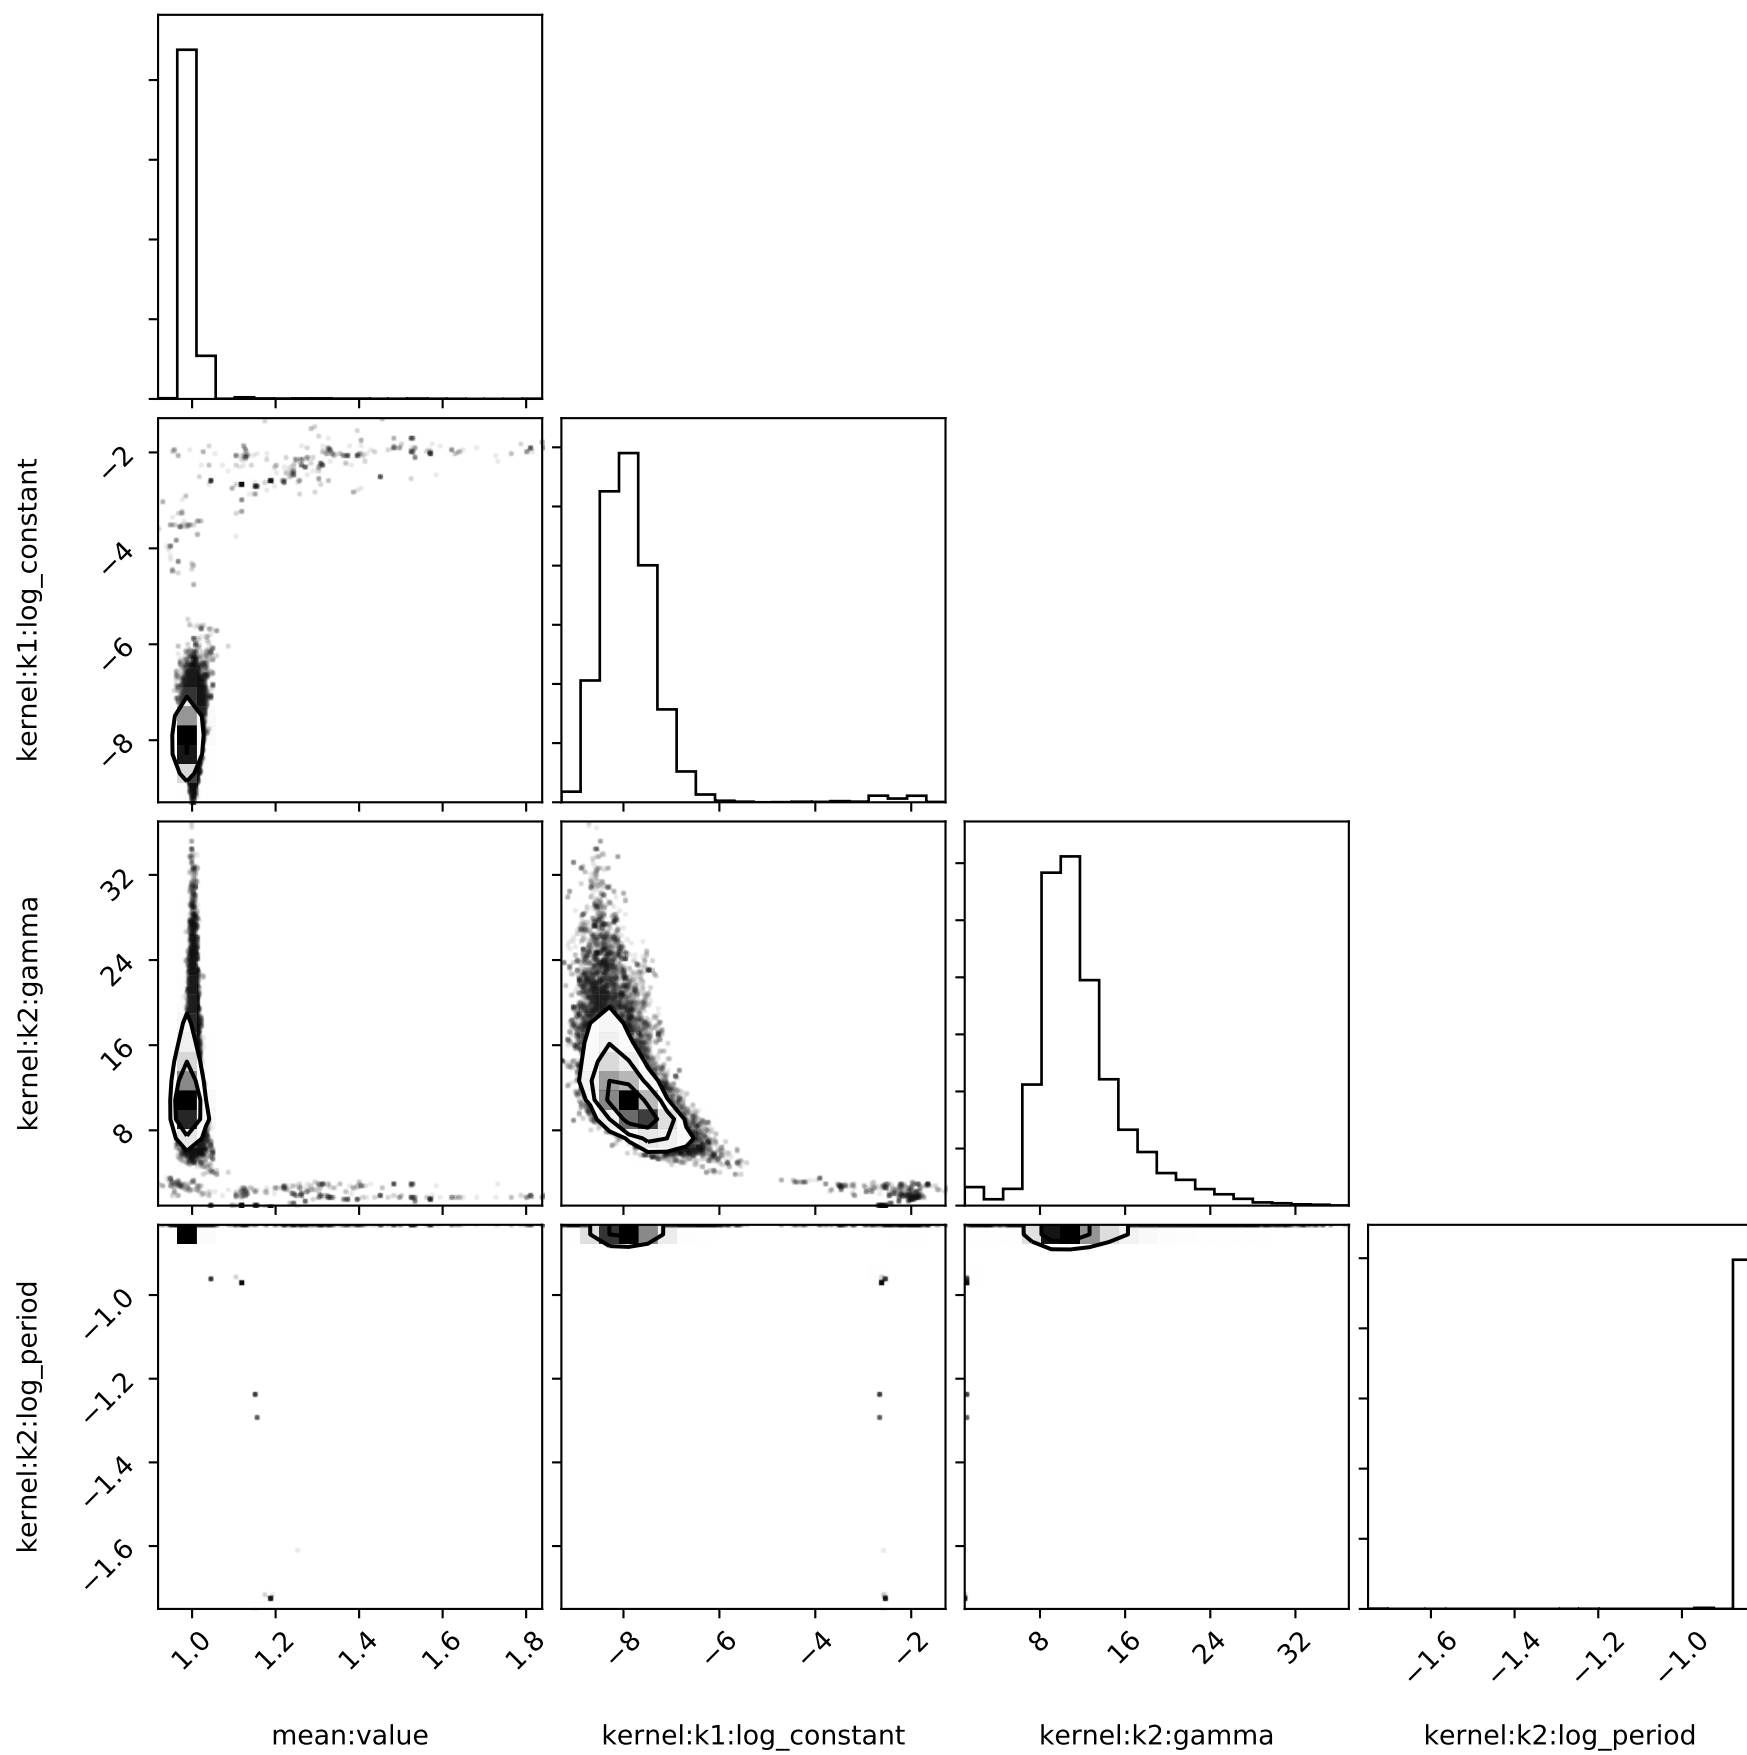 kernel:k1:log_constant
−2
−4
−6
−8
kernel:k2:gamma
32
24
16
8
kernel:k2:log_period
−1.0
−1.2
−1.4
−1.6
1.0 1.2 1.4 1.6 1.8
−8 −6 −4 −2
8 16 24 32
−1.6 −1.4 −1.2 −1.0
mean:value
kernel:k1:log_constant
kernel:k2:gamma
kernel:k2:log_period